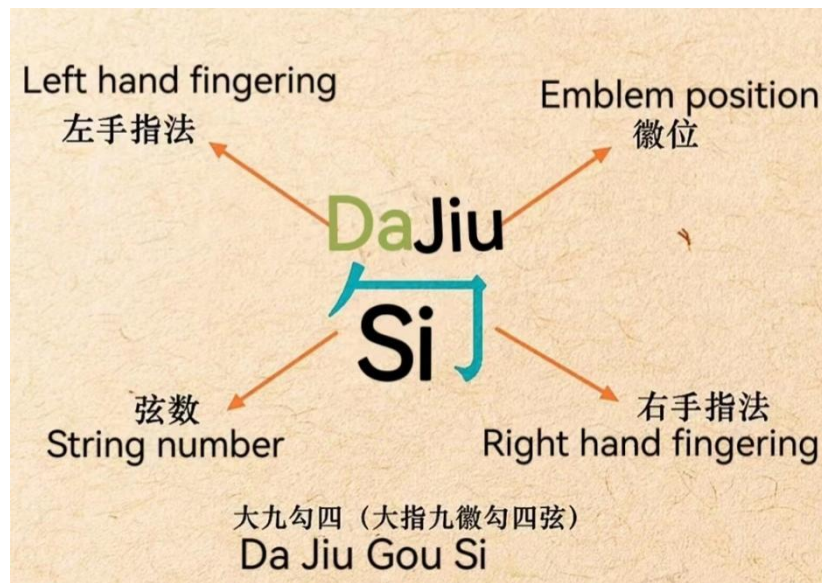 Left hand fingering
左手指法
Emblem position
徽位
DaJiu
勹
Si
弦数
String number
右手指法
Right hand fingering
大九勾四（大指九徽勾四弦）
Da Jiu Gou Si